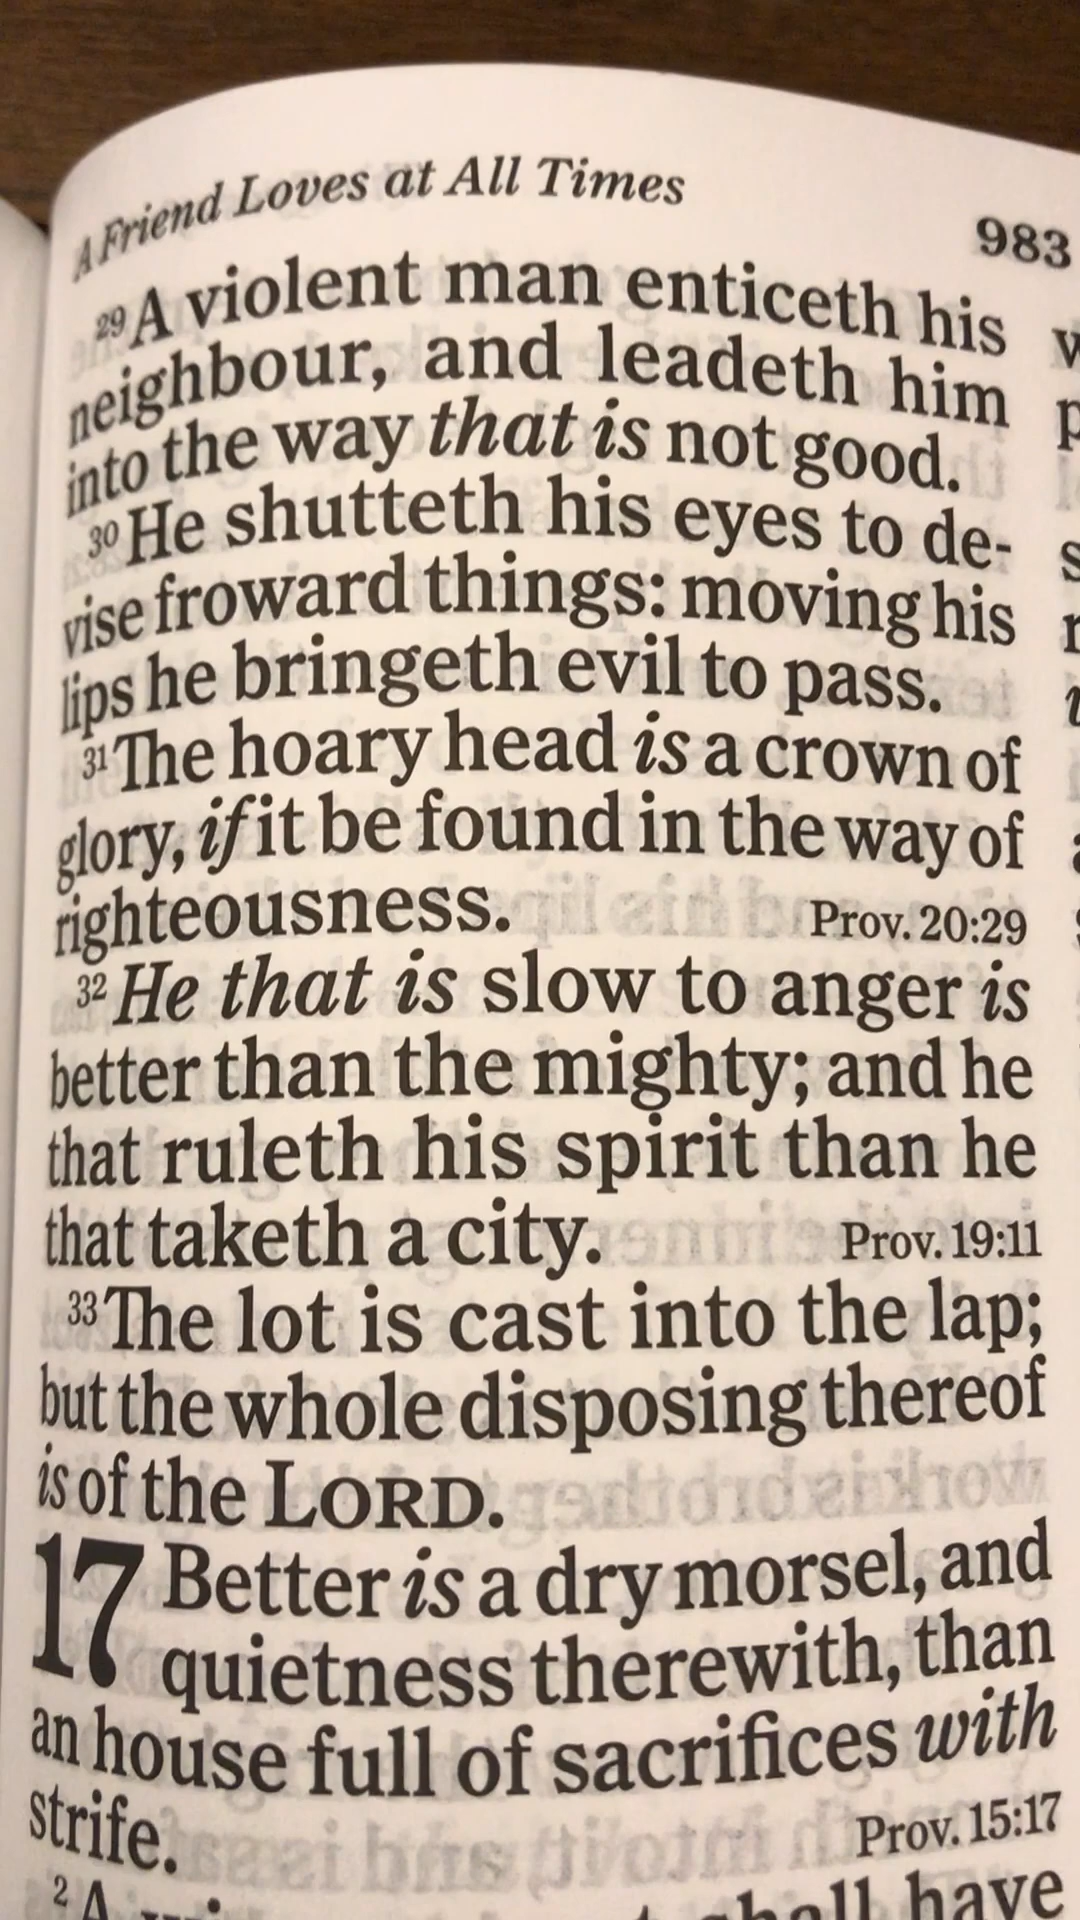 A Friend Loves at All Times
983
29 A violent man enticeth his
neighbour, and leadeth him
into the way that is not good.
30 He shutteth his eyes to de-
vise froward things: moving his
lips he bringeth evil to pass.
31 The hoary head is a crown of
glory, if it be found in the way of
righteousness. Prov. 20:29
32 He that is slow to anger is
better than the mighty; and he
that ruleth his spirit than he
that taketh a city. Prov. 19:11
33 The lot is cast into the lap;
but the whole disposing thereof
is of the LORD.
17 Better is a dry morsel, and
quietness therewith, than
an house full of sacrifices with
strife. Prov. 15:17
2 A shall have